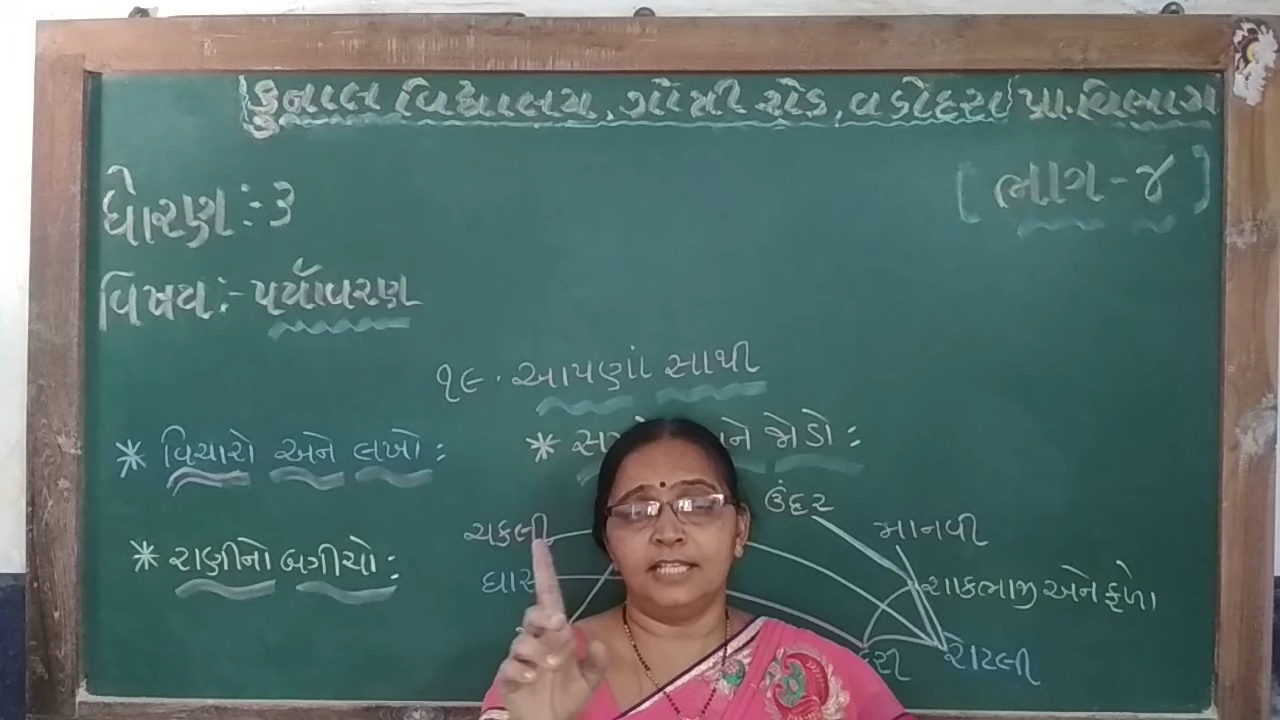 કુનાલ વિદ્યાલય, ગોત્રી રોડ, વડોદરા પ્રા. વિભાગ
[ ભાગ - ૪ ]
ધોરણ :- ૩
વિષય :- પર્યાવરણ
૧૯. આપણાં સાથી
* વિચારો અને લખો :
* જોડો :
* રાણીનો બગીચો :
ચકલી
ઉંદર
માનવી
શાકભાજી અને ફળો
રોટલી